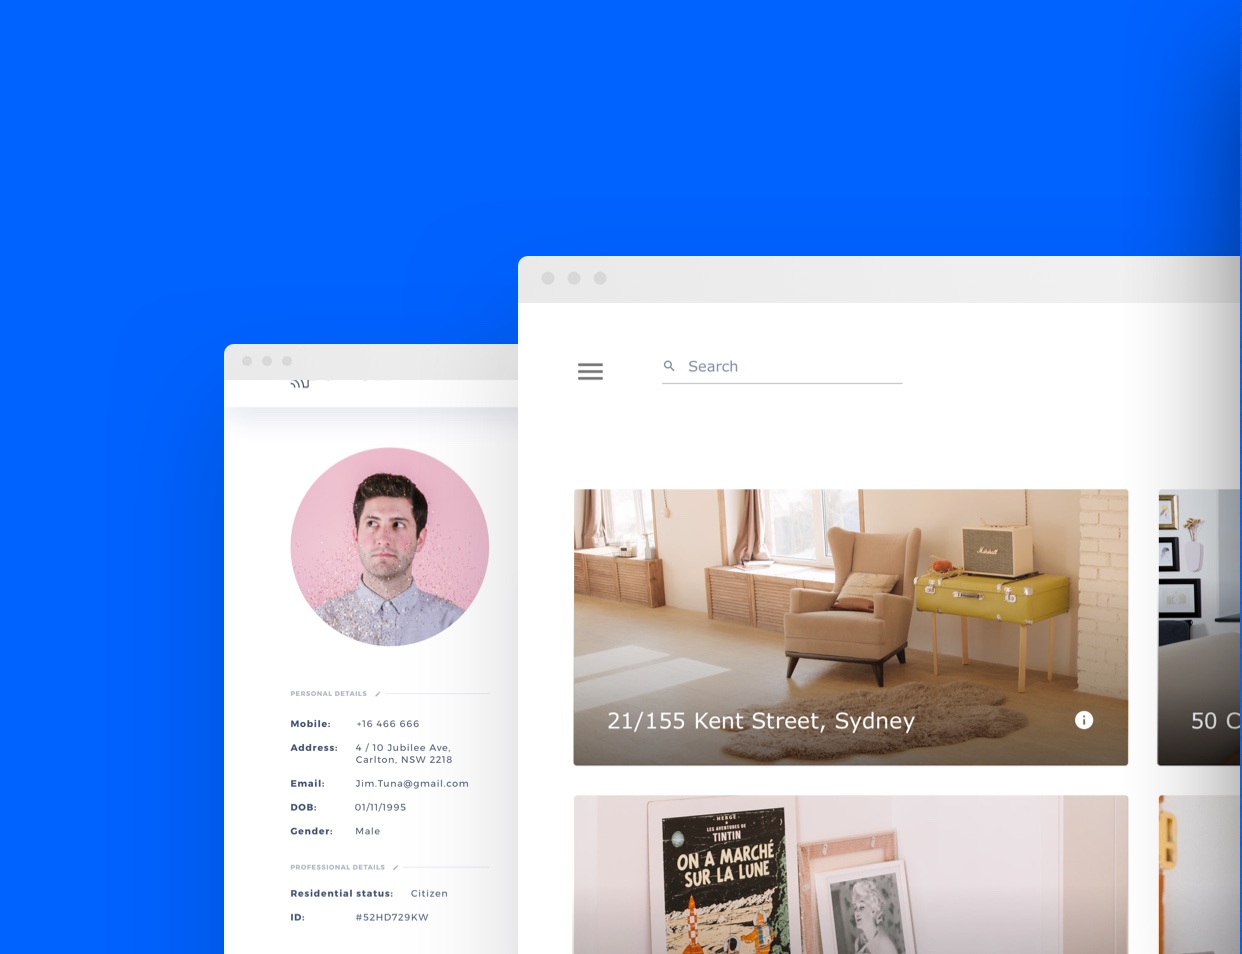 Search
Marshall
21/155 Kent Street, Sydney
50 C
HERGÉ
LES AVENTURES DE
TINTIN
ON A MARCHÉ
SUR LA LUNE
PERSONAL DETAILS
Mobile: +16 466 666
Address: 4 / 10 Jubilee Ave,
Carlton, NSW 2218
Email: Jim.Tuna@gmail.com
DOB: 01/11/1995
Gender: Male
PROFESSIONAL DETAILS
Residential status: Citizen
ID: #52HD729KW